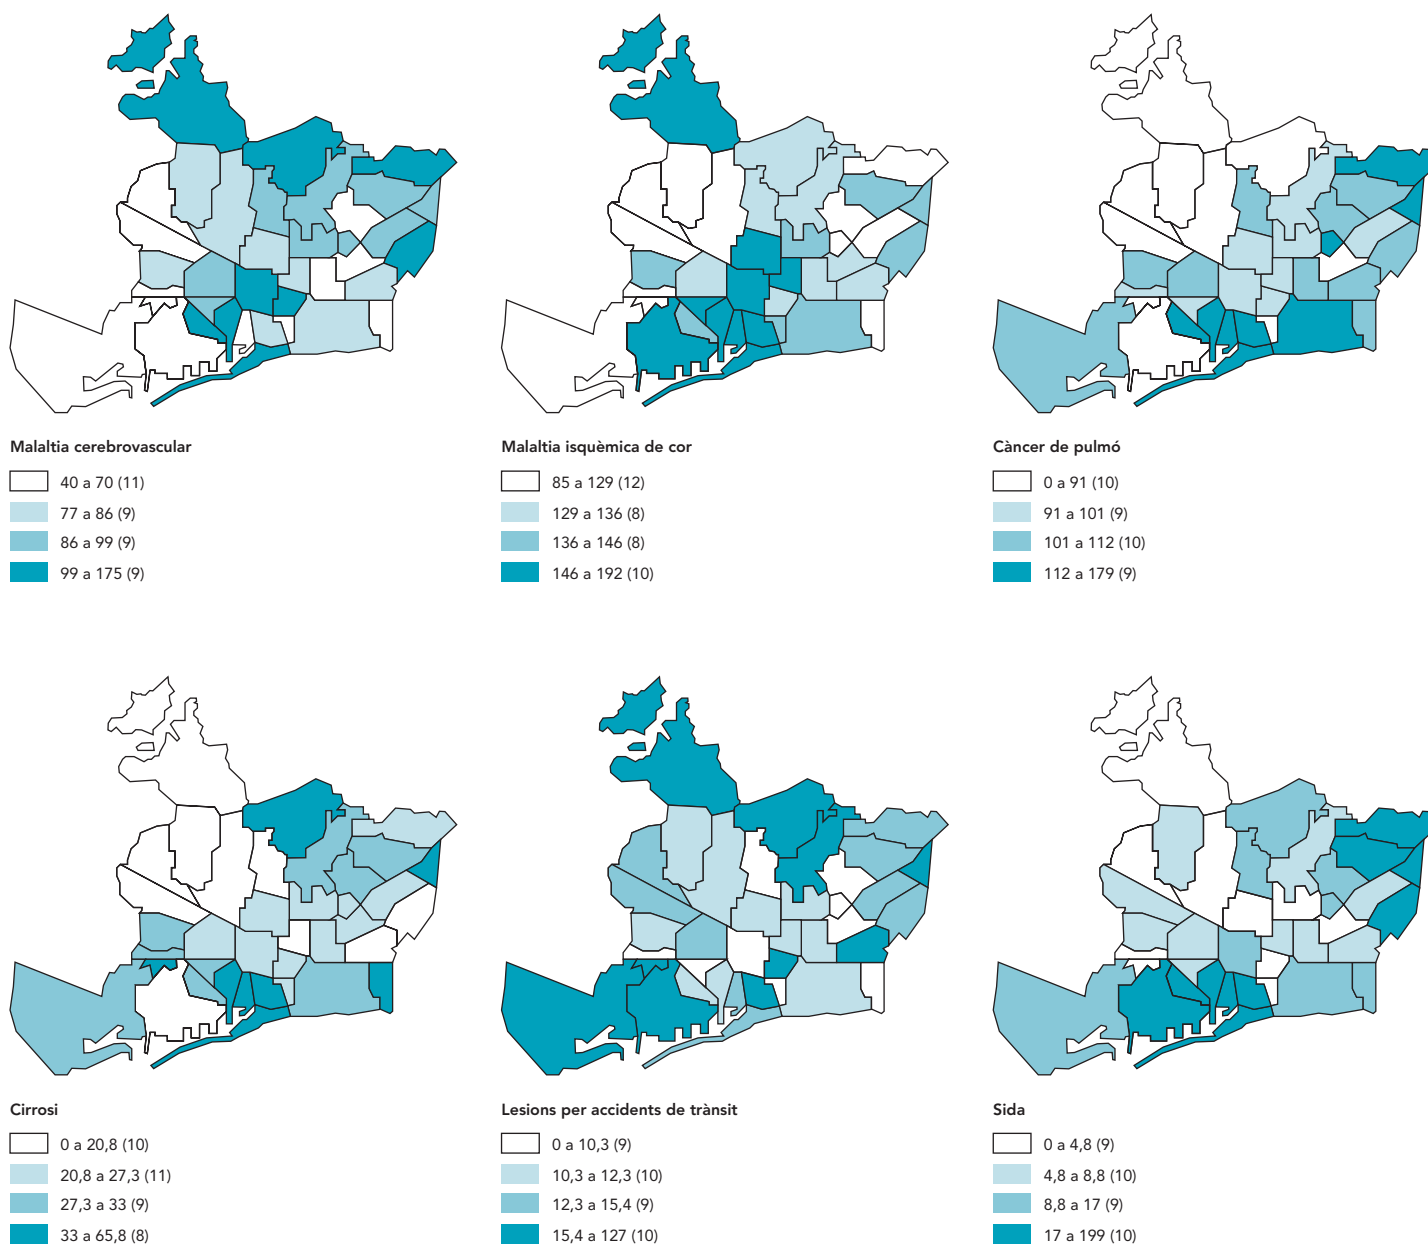 Malaltia cerebrovascular
40 a 70 (11)
77 a 86 (9)
86 a 99 (9)
99 a 175 (9)
Malaltia isquèmica de cor
85 a 129 (12)
129 a 136 (8)
136 a 146 (8)
146 a 192 (10)
Càncer de pulmó
0 a 91 (10)
91 a 101 (9)
101 a 112 (10)
112 a 179 (9)
Cirrosi
0 a 20,8 (10)
20,8 a 27,3 (11)
27,3 a 33 (9)
33 a 65,8 (8)
Lesions per accidents de trànsit
0 a 10,3 (9)
10,3 a 12,3 (10)
12,3 a 15,4 (9)
15,4 a 127 (10)
Sida
0 a 4,8 (9)
4,8 a 8,8 (10)
8,8 a 17 (9)
17 a 199 (10)